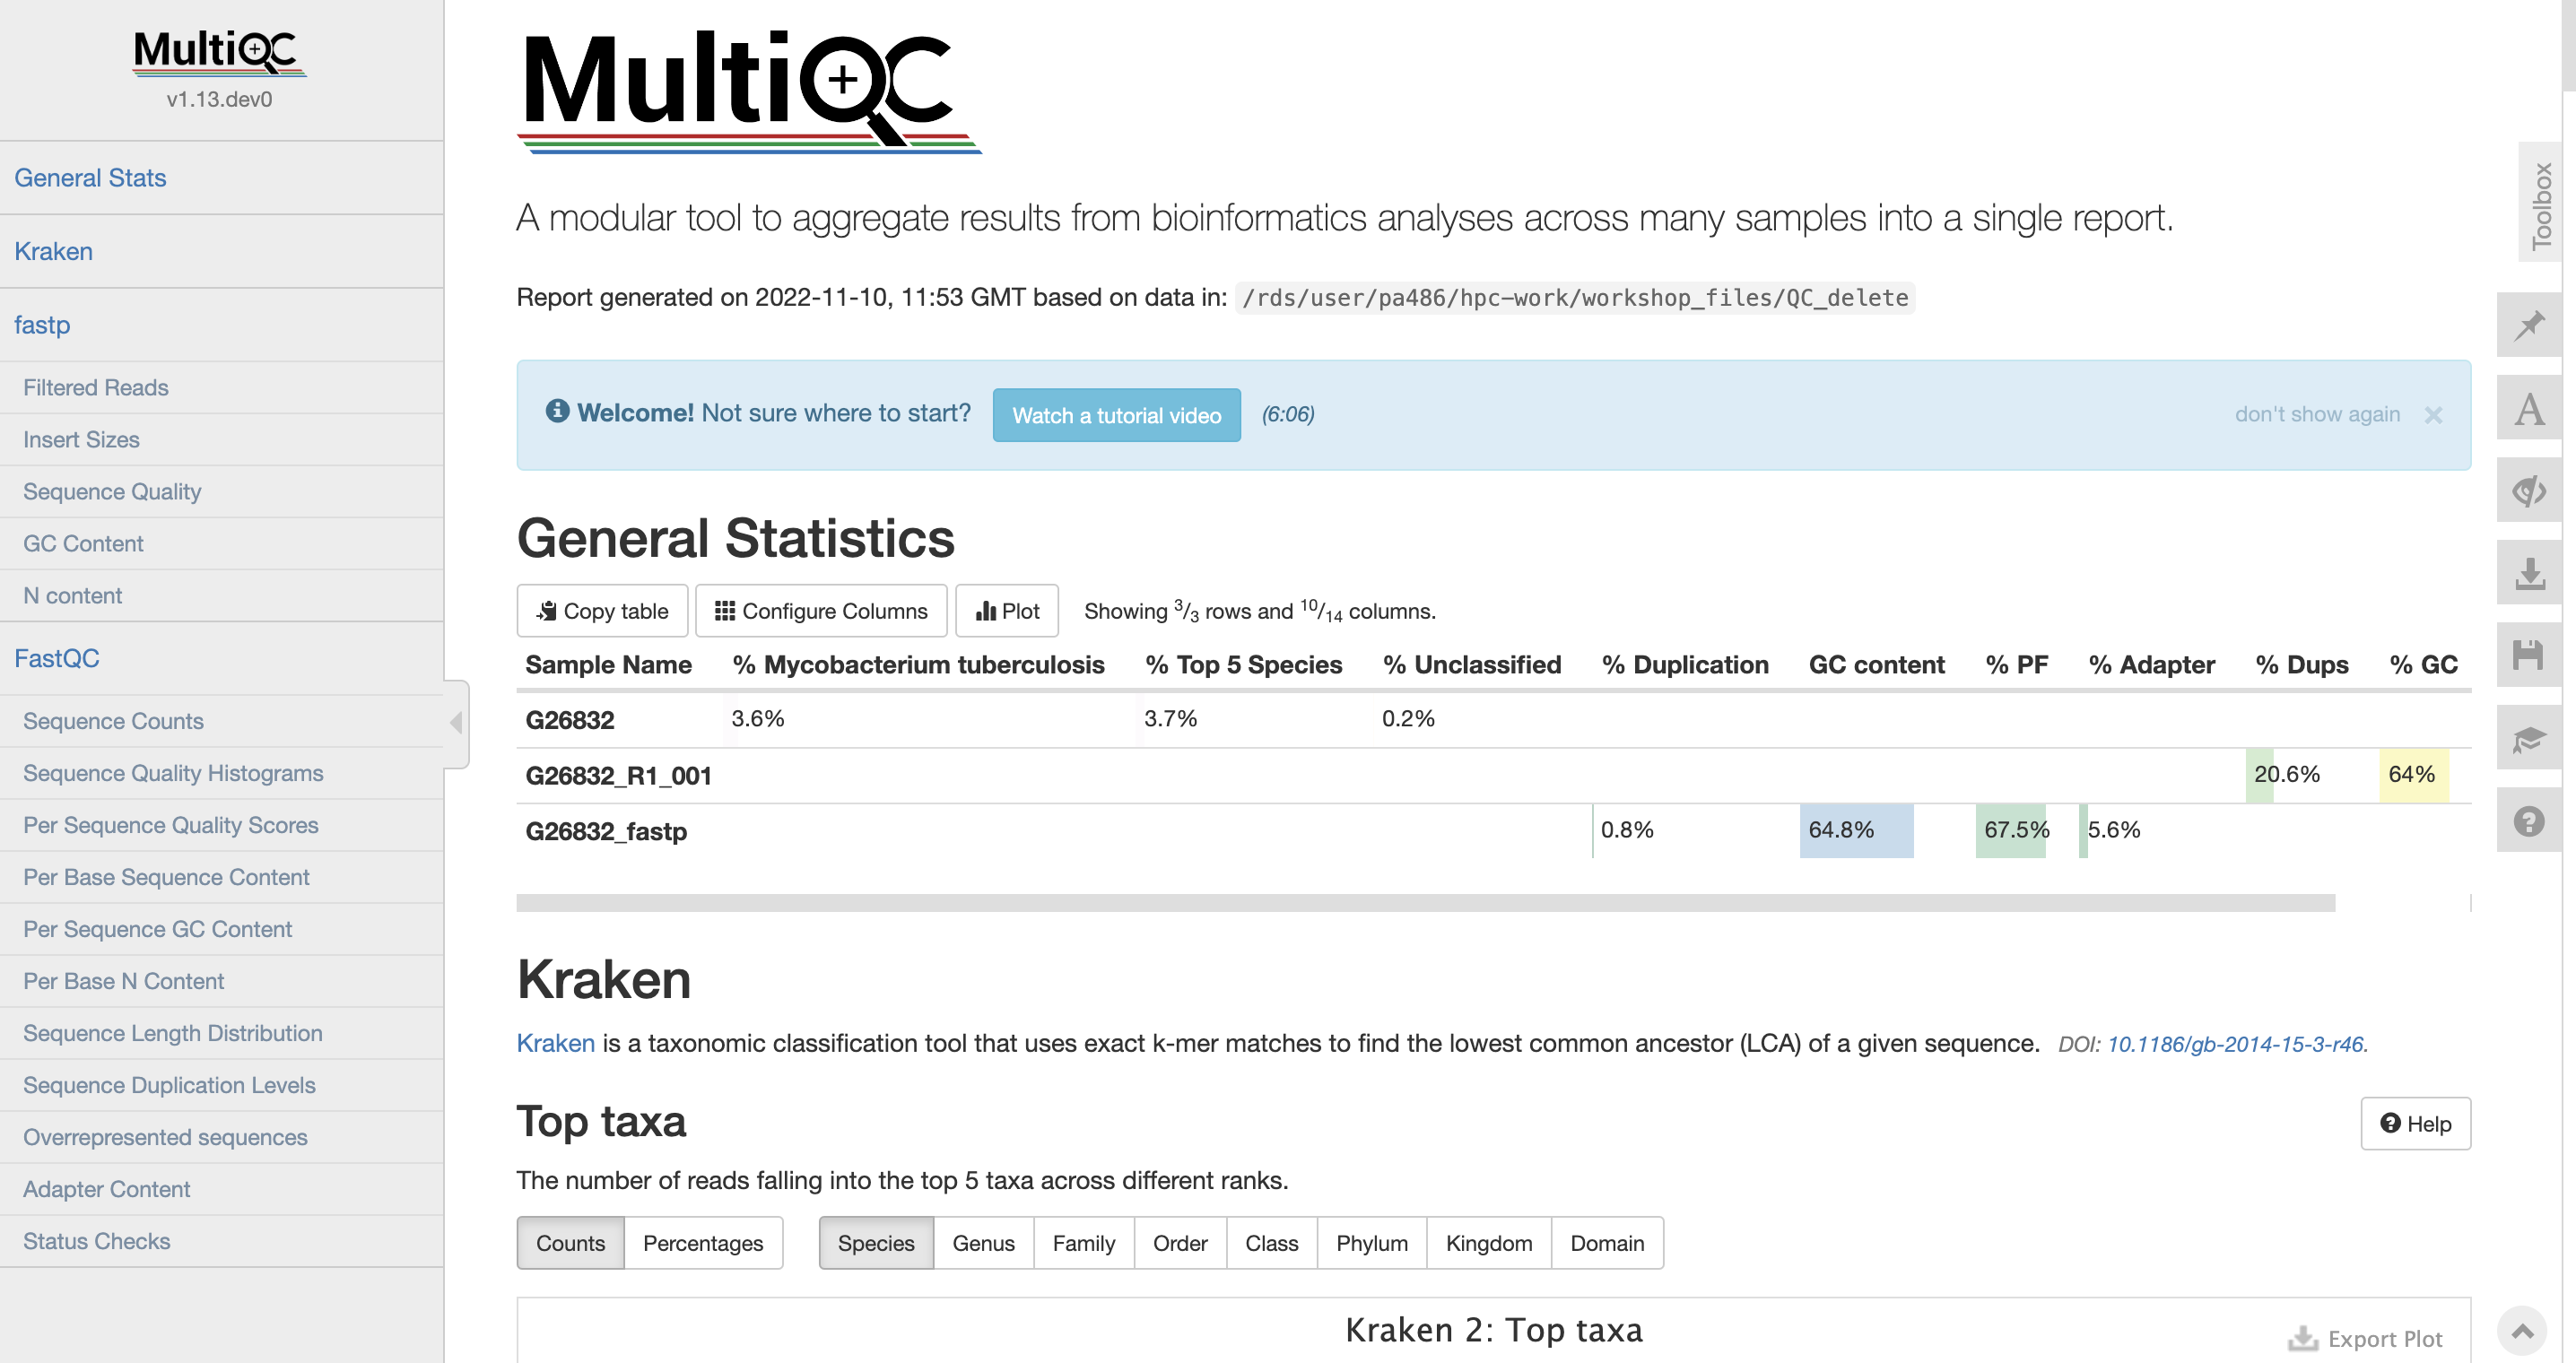 MultiQC
v1.13.dev0
General Stats
Kraken
fastp
Filtered Reads
Insert Sizes
Sequence Quality
GC Content
N content
FastQC
Sequence Counts
Sequence Quality Histograms
Per Sequence Quality Scores
Per Base Sequence Content
Per Sequence GC Content
Per Base N Content
Sequence Length Distribution
Sequence Duplication Levels
Overrepresented sequences
Adapter Content
Status Checks
MultiQC
A modular tool to aggregate results from bioinformatics analyses across many samples into a single report.
Report generated on 2022-11-10, 11:53 GMT based on data in: /rds/user/pa486/hpc-work/workshop_files/QC_delete
Welcome! Not sure where to start? Watch a tutorial video (6:06) don't show again ×
General Statistics
Copy table Configure Columns Plot Showing 3/3 rows and 10/14 columns.
Sample Name % Mycobacterium tuberculosis % Top 5 Species % Unclassified % Duplication GC content % PF % Adapter % Dups % GC
G26832 3.6% 3.7% 0.2%
G26832_R1_001 20.6% 64%
G26832_fastp 0.8% 64.8% 67.5% 5.6%
Kraken
Kraken is a taxonomic classification tool that uses exact k-mer matches to find the lowest common ancestor (LCA) of a given sequence. DOI: 10.1186/gb-2014-15-3-r46.
Top taxa
Help
The number of reads falling into the top 5 taxa across different ranks.
Counts Percentages Species Genus Family Order Class Phylum Kingdom Domain
Kraken 2: Top taxa
Export Plot
Toolbox
A